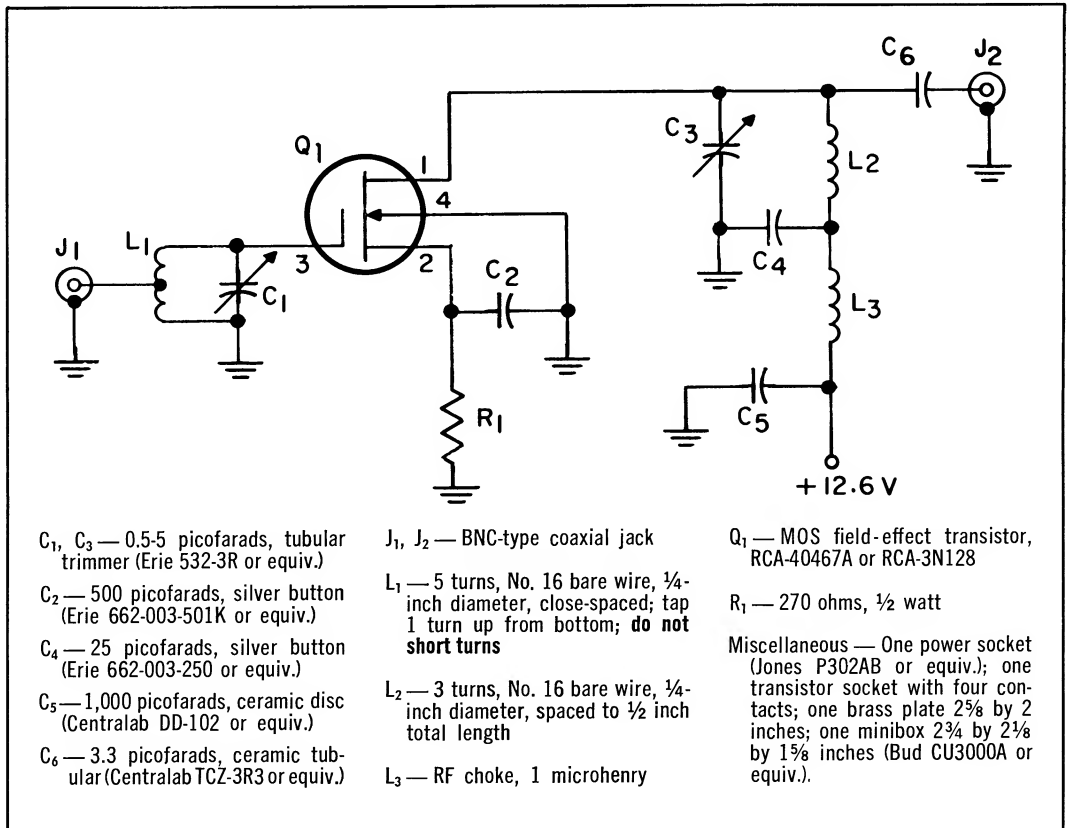 C6
J2
C3
Q1
L2
1
4
J1
L1
C4
3
2
C2
C1
L3
R1
C5
+12.6 V
C₁, C₃ — 0.5-5 picofarads, tubular
trimmer (Erie 532-3R or equiv.)
C₂ — 500 picofarads, silver button
(Erie 662-003-501K or equiv.)
C₄ — 25 picofarads, silver button
(Erie 662-003-250 or equiv.)
C₅ — 1,000 picofarads, ceramic disc
(Centralab DD-102 or equiv.)
C₆ — 3.3 picofarads, ceramic tub-
ular (Centralab TCZ-3R3 or equiv.)
J₁, J₂ — BNC-type coaxial jack
L₁ — 5 turns, No. 16 bare wire, ¼-
inch diameter, close-spaced; tap
1 turn up from bottom; do not
short turns
L₂ — 3 turns, No. 16 bare wire, ¼-
inch diameter, spaced to ½ inch
total length
L₃ — RF choke, 1 microhenry
Q₁ — MOS field-effect transistor,
RCA-40467A or RCA-3N128
R₁ — 270 ohms, ½ watt
Miscellaneous — One power socket
(Jones P302AB or equiv.); one
transistor socket with four con-
tacts; one brass plate 2⅝ by 2
inches; one minibox 2¾ by 2⅛
by 1⅝ inches (Bud CU3000A or
equiv.).